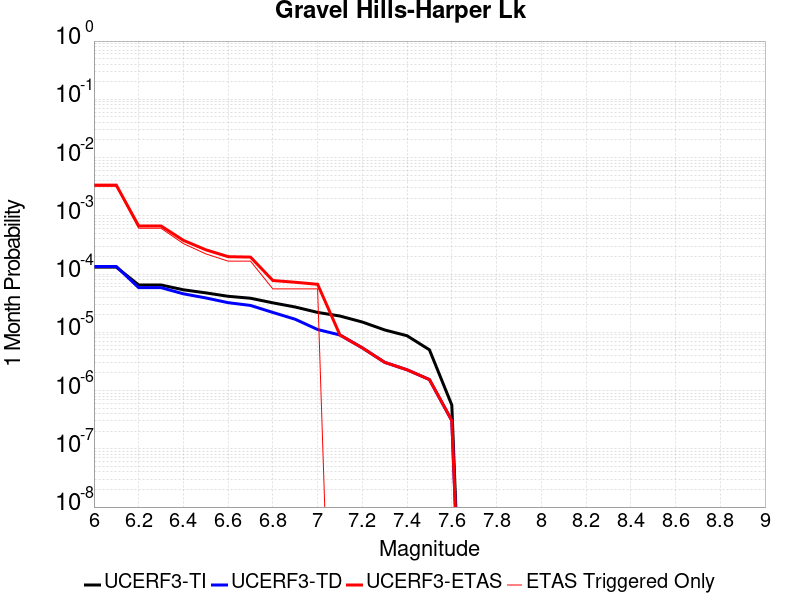 Gravel Hills-Harper Lk
1 Month Probability
10^0
10^-1
10^-2
10^-3
10^-4
10^-5
10^-6
10^-7
10^-8
6 6.2 6.4 6.6 6.8 7 7.2 7.4 7.6 7.8 8 8.2 8.4 8.6 8.8 9
Magnitude
UCERF3-TI UCERF3-TD UCERF3-ETAS ETAS Triggered Only